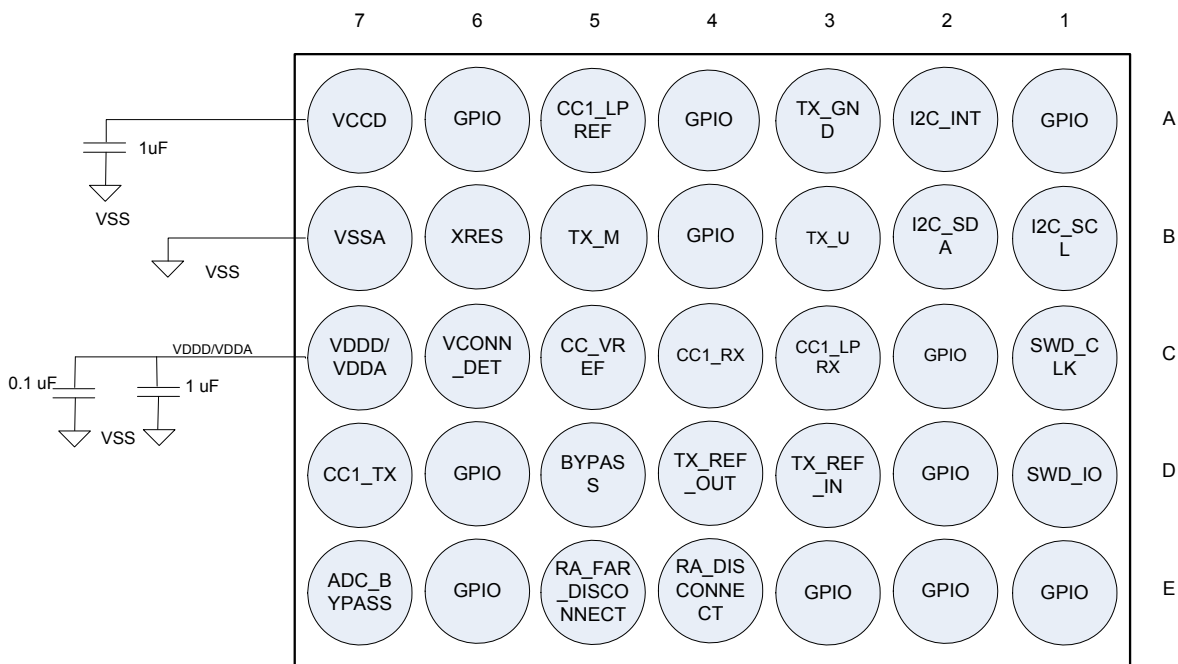 7 6 5 4 3 2 1
VCCD
GPIO
CC1_LP
REF
GPIO
TX_GN
D
I2C_INT
GPIO
A
1uF
VSS
VSSA
XRES
TX_M
GPIO
TX_U
I2C_SD
A
I2C_SC
L
B
VSS
VDDD/VDDA
VDDD/
VDDA
VCONN
_DET
CC_VR
EF
CC1_RX
CC1_LP
RX
GPIO
SWD_C
LK
C
0.1 uF
1 uF
VSS
CC1_TX
GPIO
BYPAS
S
TX_REF
_OUT
TX_REF
_IN
GPIO
SWD_IO
D
ADC_B
YPASS
GPIO
RA_FAR
_DISCO
NNECT
RA_DIS
CONNE
CT
GPIO
GPIO
GPIO
E